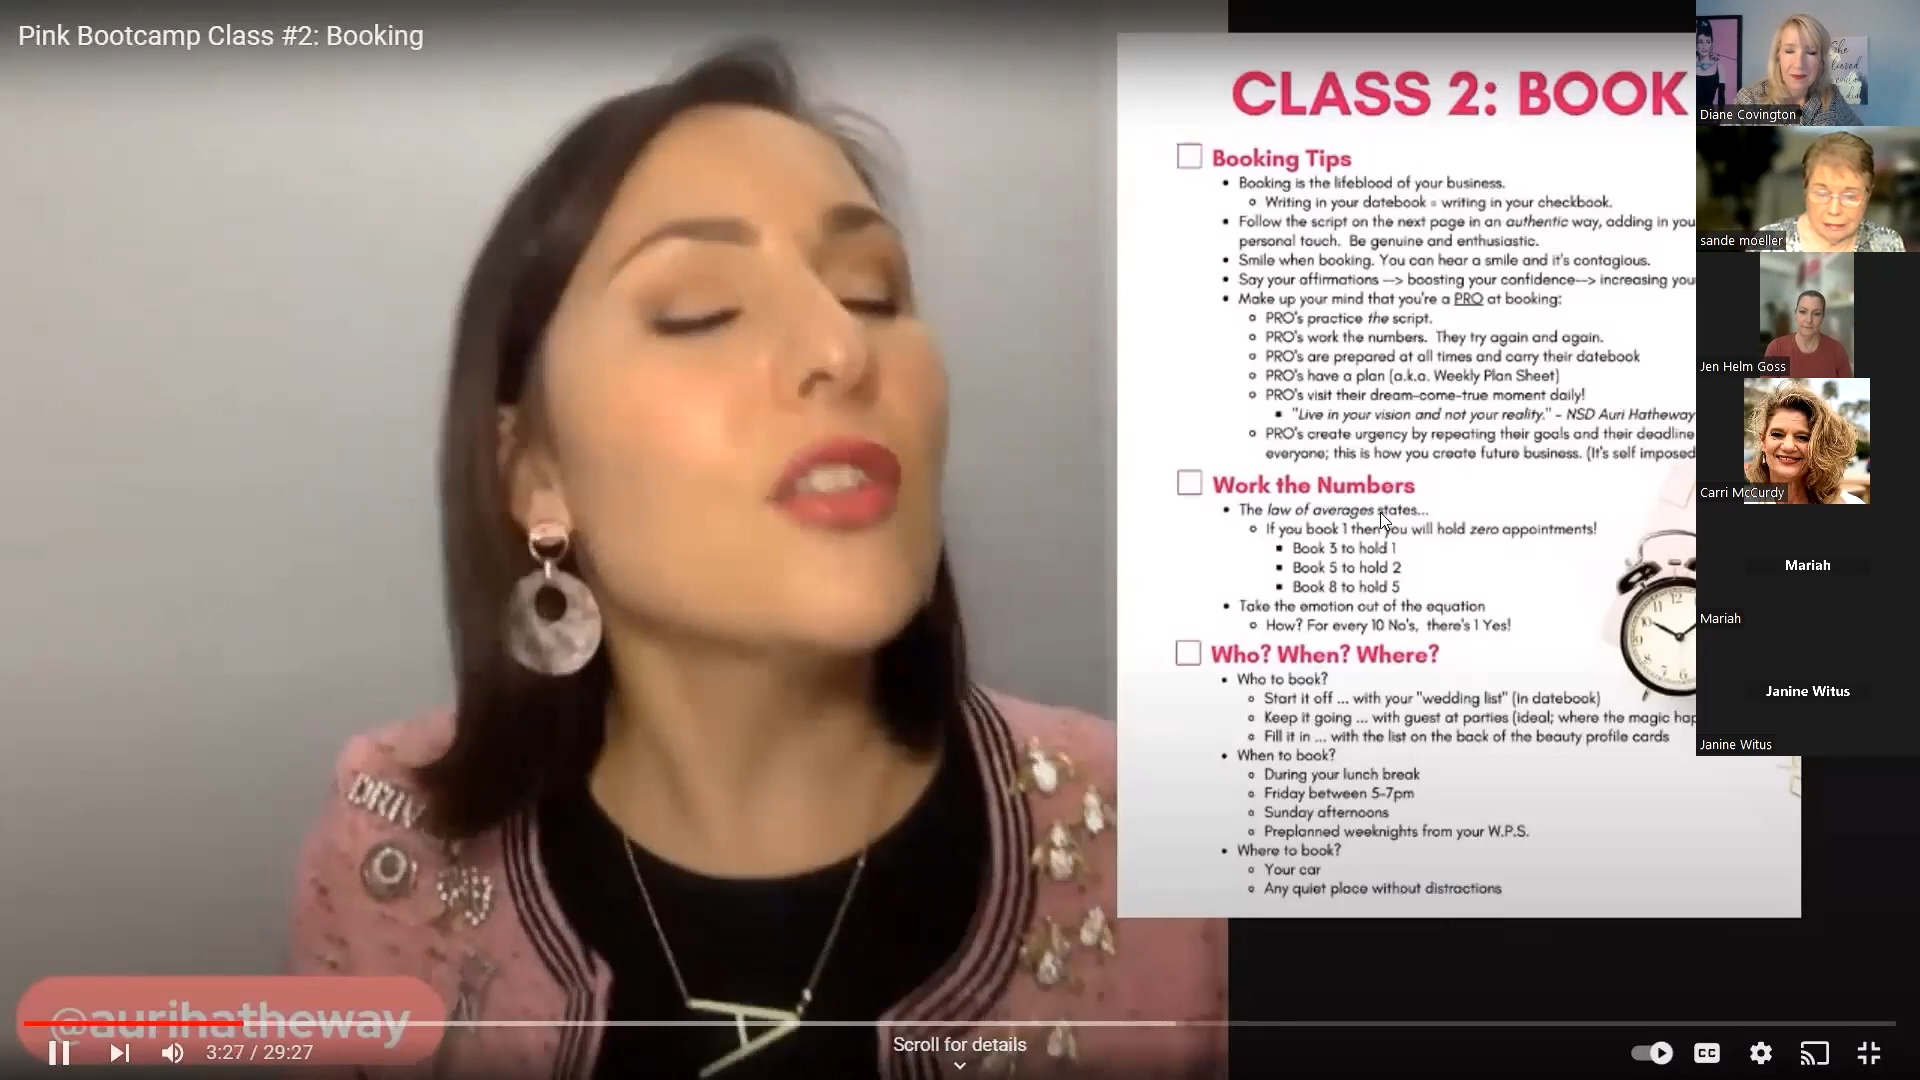 Pink Bootcamp Class #2: Booking
CLASS 2: BOOK
Booking Tips
• Booking is the lifeblood of your business.
Writing in your datebook = writing in your checkbook.
• Follow the script on the next page in an authentic way, adding in you
personal touch. Be genuine and enthusiastic.
• Smile when booking. You can hear a smile and it's contagious.
• Say your affirmations --> boosting your confidence--> increasing you
• Make up your mind that you're a PRO at booking:
PRO's practice the script.
PRO's work the numbers. They try again and again.
PRO's are prepared at all times and carry their datebook
PRO's have a plan (a.k.a. Weekly Plan Sheet)
PRO's visit their dream-come-true moment daily!
"Live in your vision and not your reality." - NSD Auri Hatheway
PRO's create urgency by repeating their goals and their deadline
everyone; this is how you create future business. (It's self imposed
Work the Numbers
• The law of averages states...
If you book 1 then you will hold zero appointments!
Book 3 to hold 1
Book 5 to hold 2
Book 8 to hold 5
• Take the emotion out of the equation
How? For every 10 No's, there's 1 Yes!
Who? When? Where?
• Who to book?
Start it off ... with your "wedding list" (in datebook)
Keep it going ... with guest at parties (ideal; where the magic hap
Fill it in ... with the list on the back of the beauty profile cards
• When to book?
During your lunch break
Friday between 5-7pm
Sunday afternoons
Preplanned weeknights from your W.P.S.
• Where to book?
Your car
Any quiet place without distractions
Diane Covington
sande moeller
Jen Helm Goss
Carri McCurdy
Mariah
Mariah
Janine Witus
Janine Witus
DRIV
@aurihatheway
A
3:27 / 29:27
Scroll for details
CC